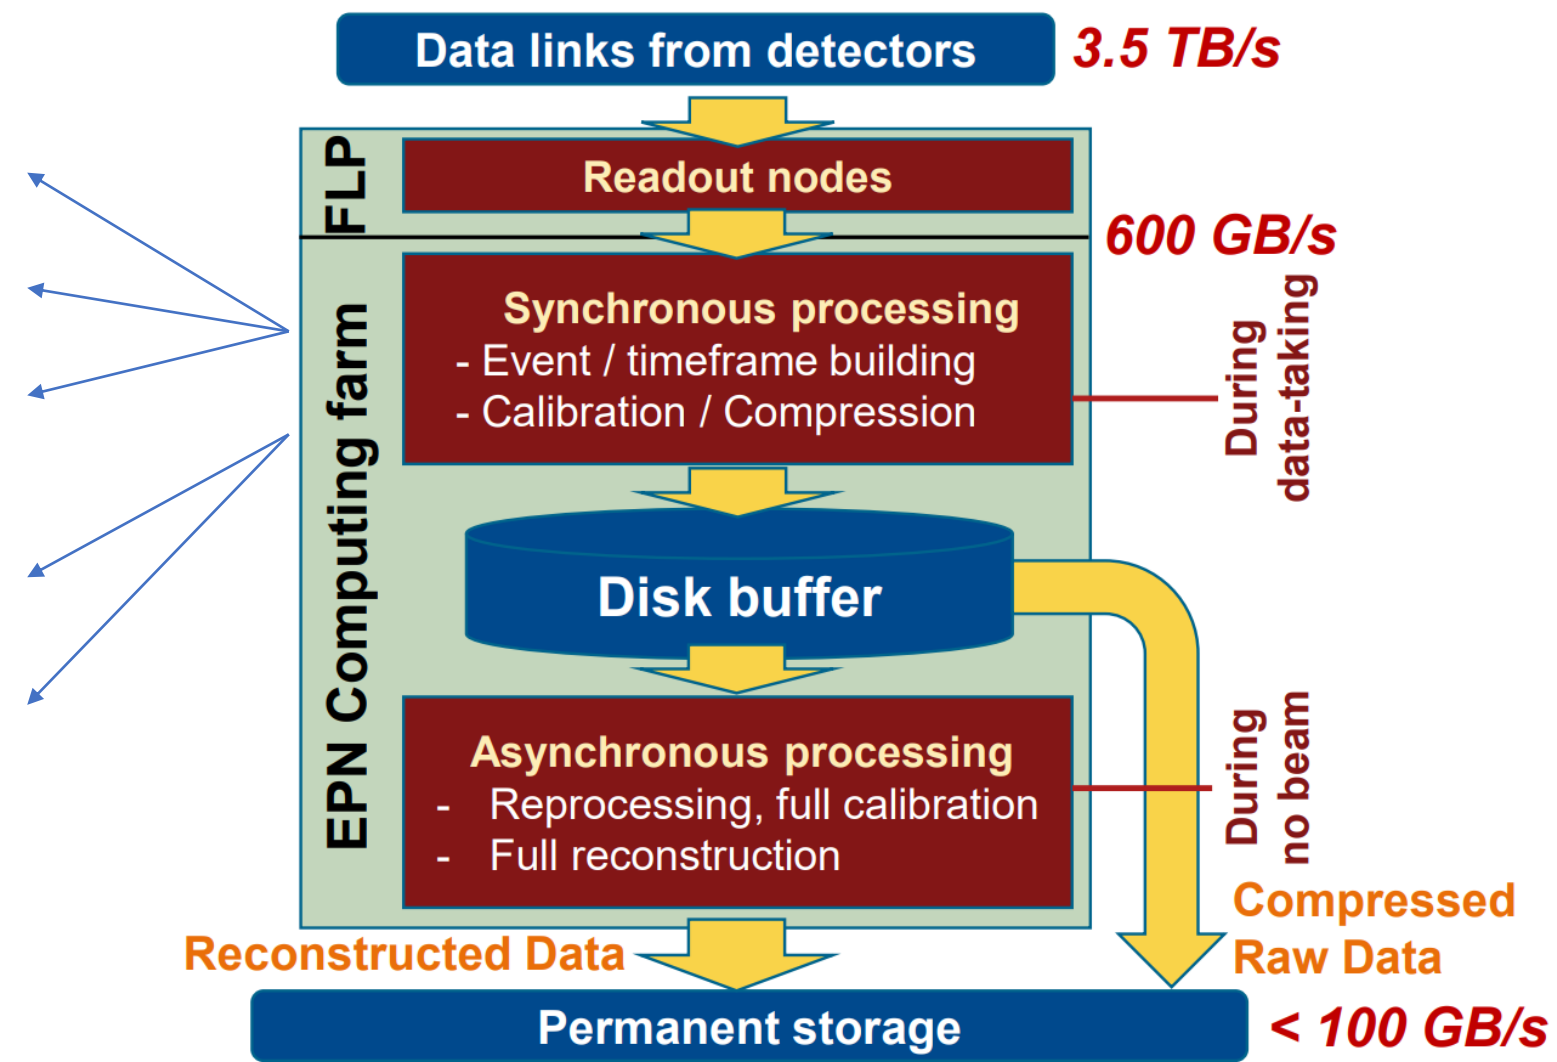 Data links from detectors
3.5 TB/s
FLP
Readout nodes
600 GB/s
EPN Computing farm
Synchronous processing
- Event / timeframe building
- Calibration / Compression
During
data-taking
Disk buffer
Asynchronous processing
- Reprocessing, full calibration
- Full reconstruction
During
no beam
Compressed
Raw Data
Reconstructed Data
Permanent storage
< 100 GB/s